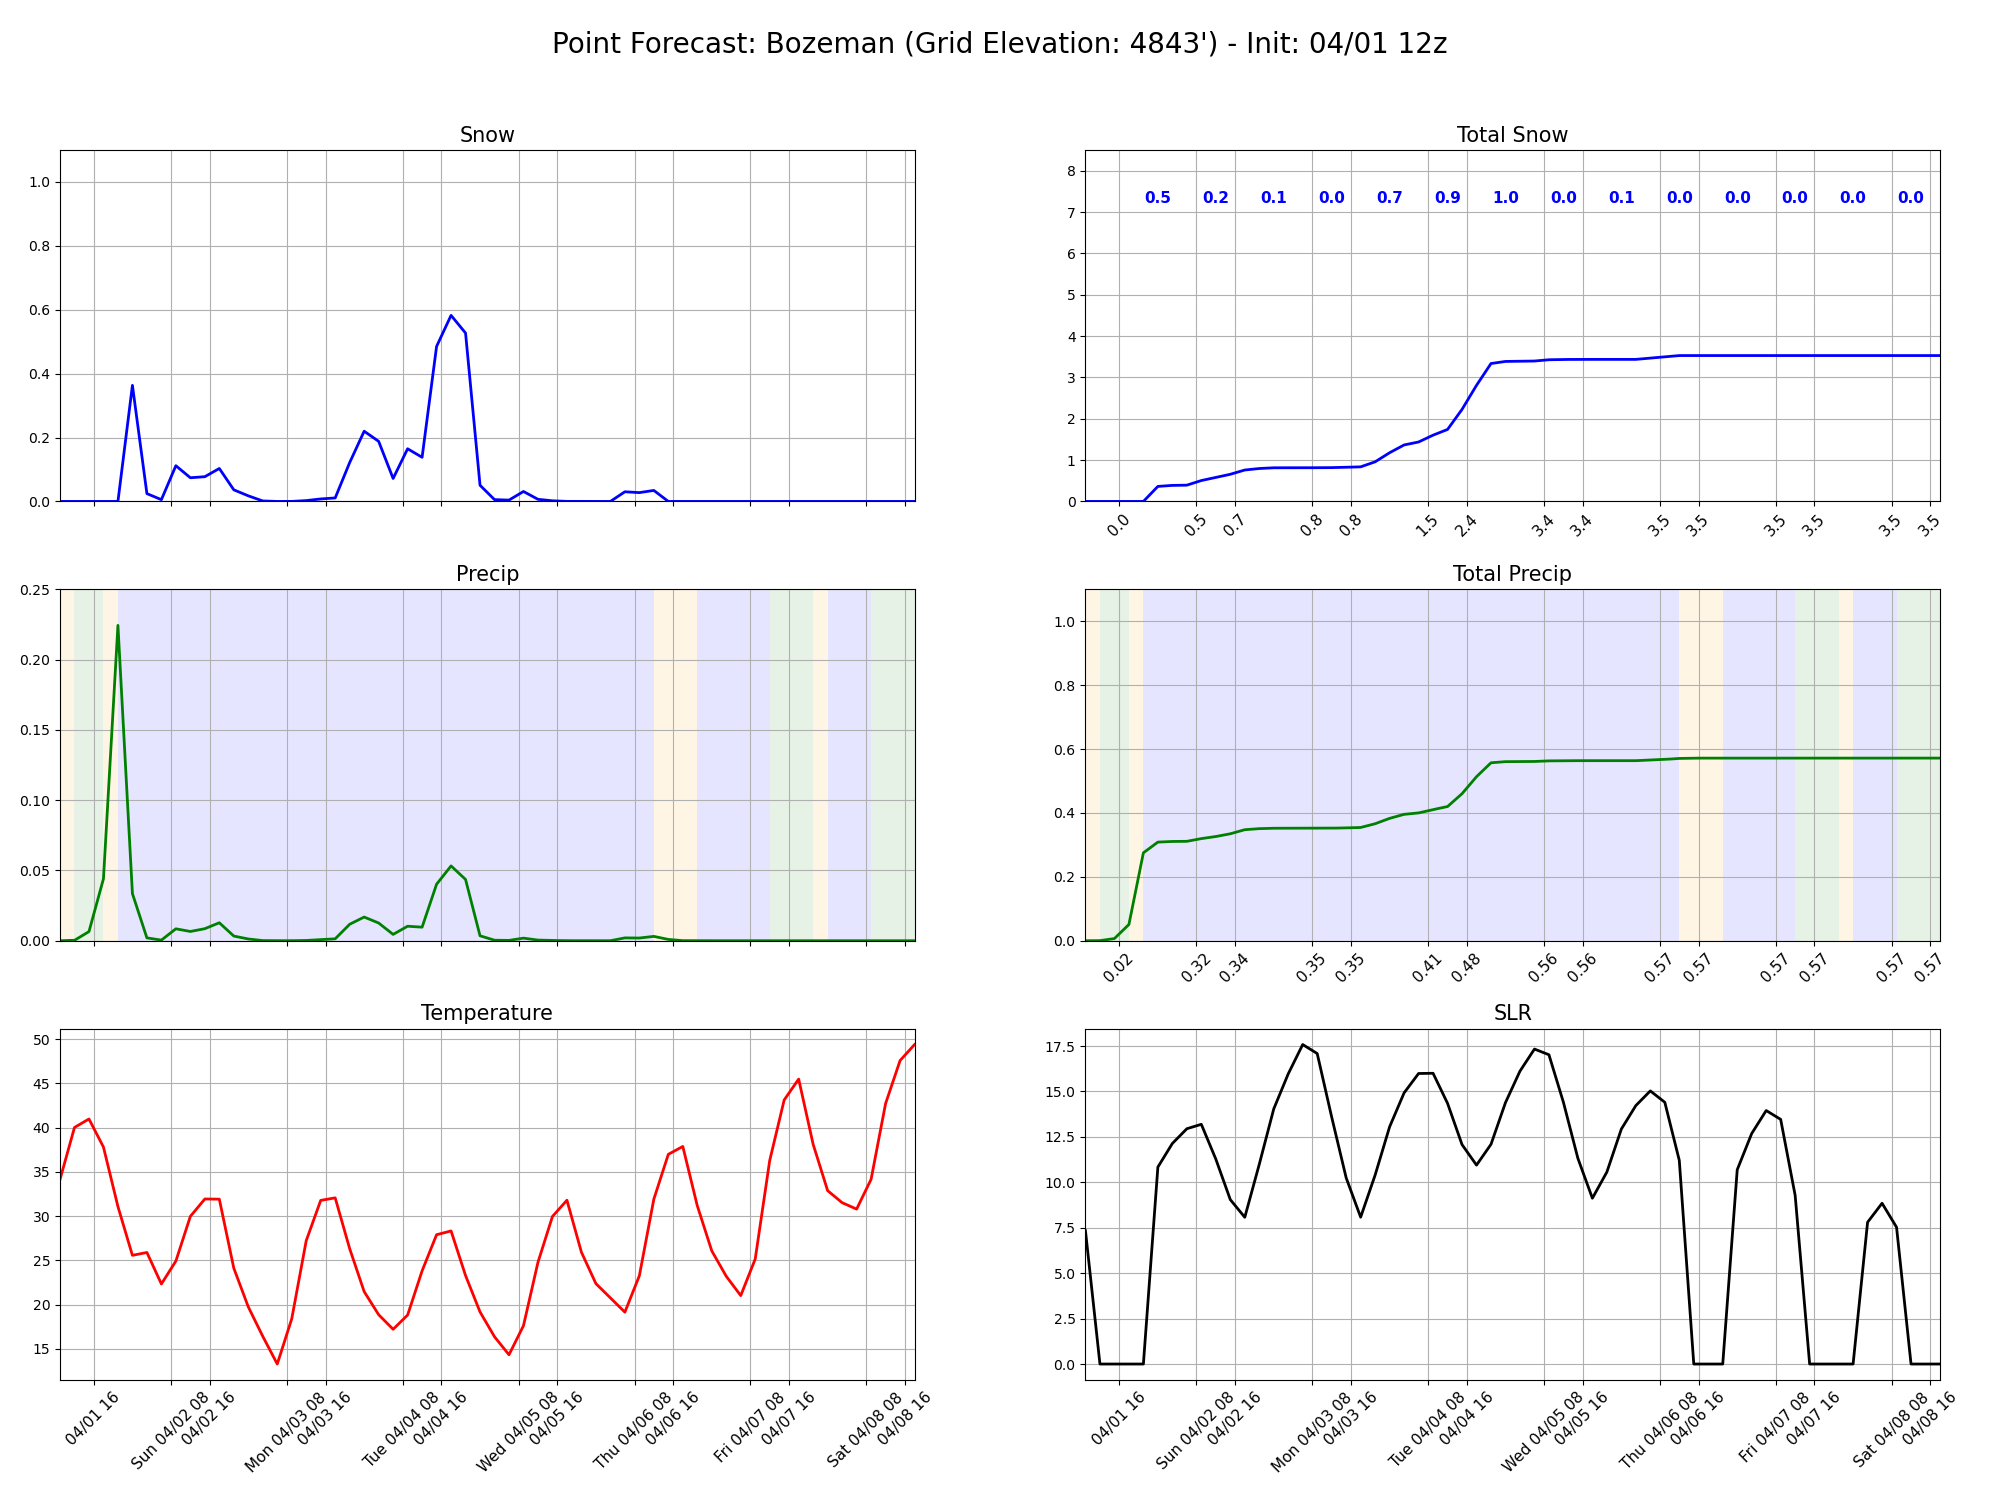 Point Forecast: Bozeman (Grid Elevation: 4843') - Init: 04/01 12z
Snow
1.0
0.8
0.6
0.4
0.2
0.0
Total Snow
8
7
6
5
4
3
2
1
0
0.5 0.2 0.1 0.0 0.7 0.9 1.0 0.0 0.1 0.0 0.0 0.0 0.0 0.0
0.0 0.5 0.7 0.8 0.8 1.5 2.4 3.4 3.4 3.5 3.5 3.5 3.5 3.5 3.5
Precip
0.25
0.20
0.15
0.10
0.05
0.00
Total Precip
1.0
0.8
0.6
0.4
0.2
0.0
0.02 0.32 0.34 0.35 0.35 0.41 0.48 0.56 0.56 0.57 0.57 0.57 0.57 0.57 0.57
Temperature
50
45
40
35
30
25
20
15
04/01 16
Sun 04/02 08
04/02 16
Mon 04/03 08
04/03 16
Tue 04/04 08
04/04 16
Wed 04/05 08
04/05 16
Thu 04/06 08
04/06 16
Fri 04/07 08
04/07 16
Sat 04/08 08
04/08 16
SLR
17.5
15.0
12.5
10.0
7.5
5.0
2.5
0.0
04/01 16
Sun 04/02 08
04/02 16
Mon 04/03 08
04/03 16
Tue 04/04 08
04/04 16
Wed 04/05 08
04/05 16
Thu 04/06 08
04/06 16
Fri 04/07 08
04/07 16
Sat 04/08 08
04/08 16